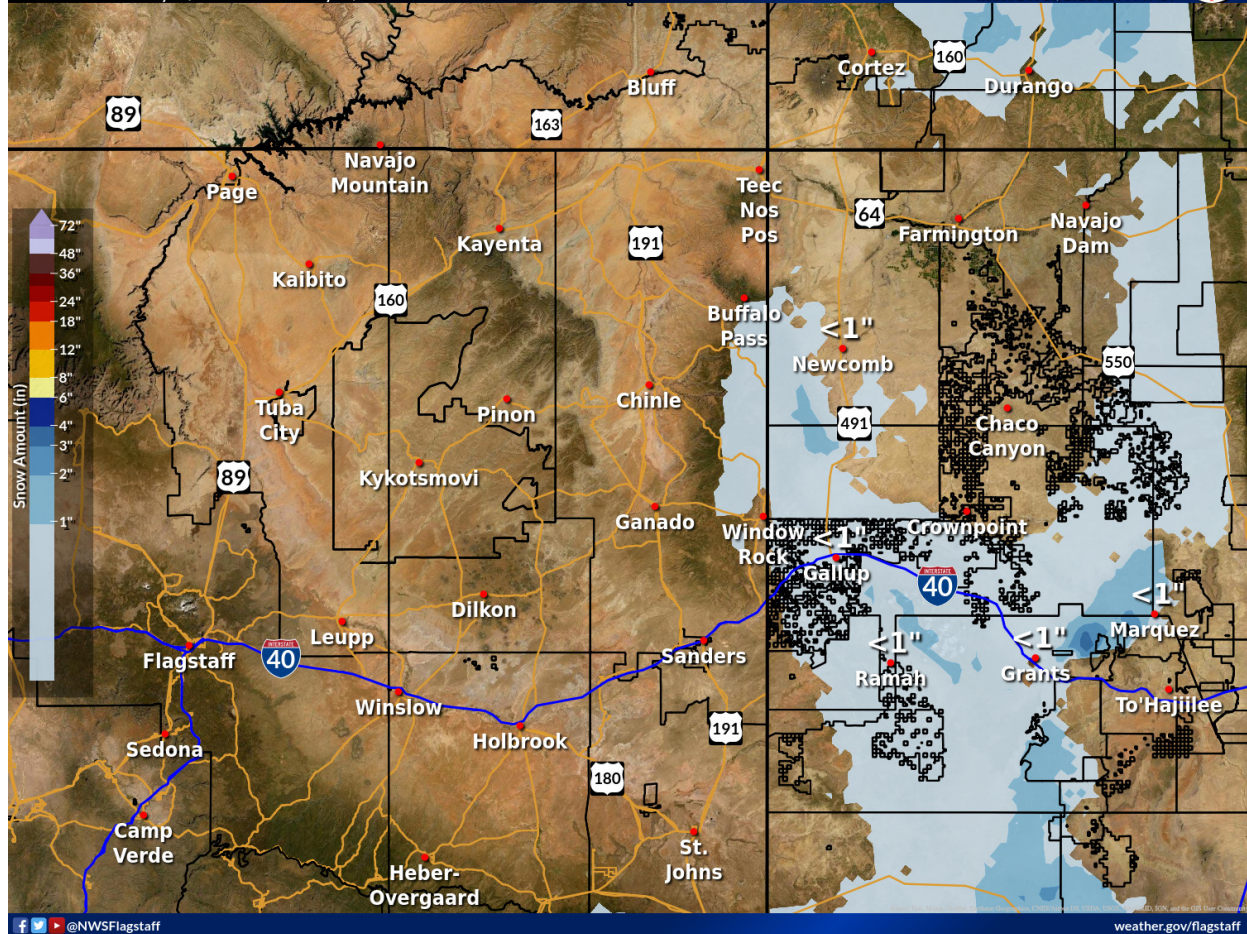 Cortez
160
Durango
Bluff
89
163
Navajo
Mountain
Page
Teec
Nos
Pos
64
Farmington
Navajo
Dam
Kayenta
191
Kaibito
160
72"
48"
36"
24"
18"
12"
8"
6"
4"
3"
2"
1"
Snow Amount (in)
Buffalo
Pass
<1"
Newcomb
550
Tuba
City
Pinon
Chinle
491
Chaco
Canyon
89
Kykotsmovi
Ganado
Window
Rock
Crownpoint
<1"
Gallup
INTERSTATE
40
Dilkon
Leupp
<1"
Marquez
Flagstaff
INTERSTATE
40
Sanders
<1"
Ramah
<1"
Grants
Winslow
To'Hajiilee
Sedona
Holbrook
191
180
Camp
Verde
St.
Johns
Heber-
Overgaard
@NWSFlagstaff
weather.gov/flagstaff